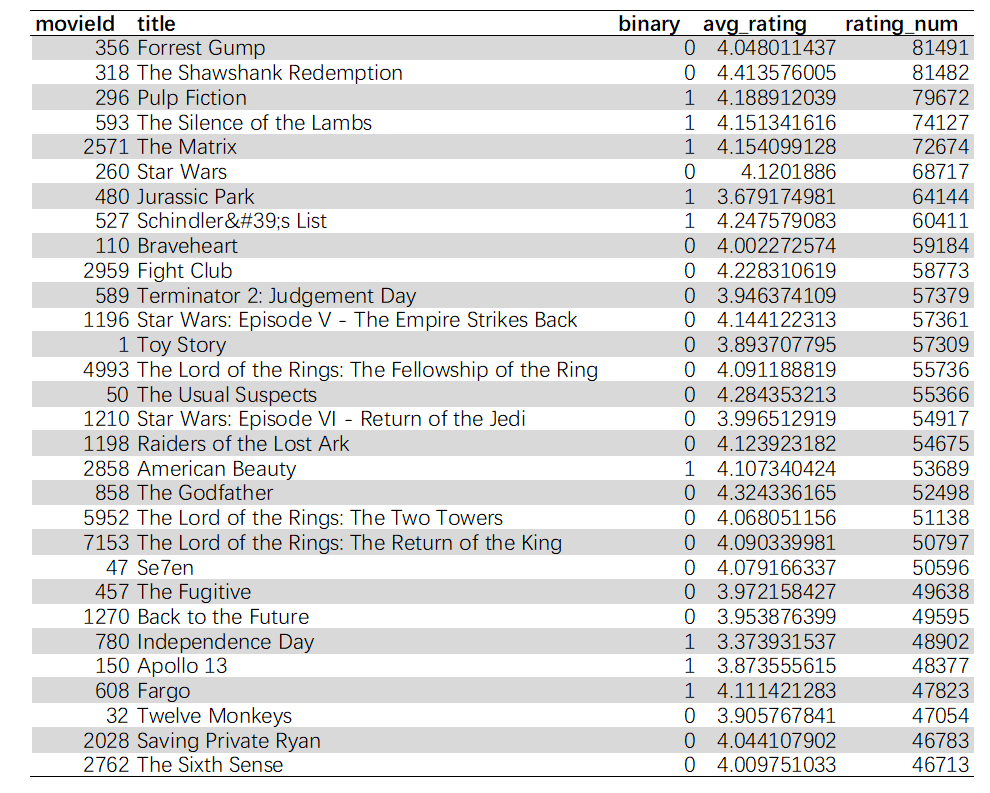 movieId title binary avg_rating rating_num
356 Forrest Gump 0 4.048011437 81491
318 The Shawshank Redemption 0 4.413576005 81482
296 Pulp Fiction 1 4.188912039 79672
593 The Silence of the Lambs 1 4.151341616 74127
2571 The Matrix 1 4.154099128 72674
260 Star Wars 0 4.1201886 68717
480 Jurassic Park 1 3.679174981 64144
527 Schindler&#39;s List 1 4.247579083 60411
110 Braveheart 0 4.002272574 59184
2959 Fight Club 0 4.228310619 58773
589 Terminator 2: Judgement Day 0 3.946374109 57379
1196 Star Wars: Episode V - The Empire Strikes Back 0 4.144122313 57361
1 Toy Story 0 3.893707795 57309
4993 The Lord of the Rings: The Fellowship of the Ring 0 4.091188819 55736
50 The Usual Suspects 0 4.284353213 55366
1210 Star Wars: Episode VI - Return of the Jedi 0 3.996512919 54917
1198 Raiders of the Lost Ark 0 4.123923182 54675
2858 American Beauty 1 4.107340424 53689
858 The Godfather 0 4.324336165 52498
5952 The Lord of the Rings: The Two Towers 0 4.068051156 51138
7153 The Lord of the Rings: The Return of the King 0 4.090339981 50797
47 Se7en 0 4.079166337 50596
457 The Fugitive 0 3.972158427 49638
1270 Back to the Future 0 3.953876399 49595
780 Independence Day 1 3.373931537 48902
150 Apollo 13 1 3.873555615 48377
608 Fargo 1 4.111421283 47823
32 Twelve Monkeys 0 3.905767841 47054
2028 Saving Private Ryan 0 4.044107902 46783
2762 The Sixth Sense 0 4.009751033 46713